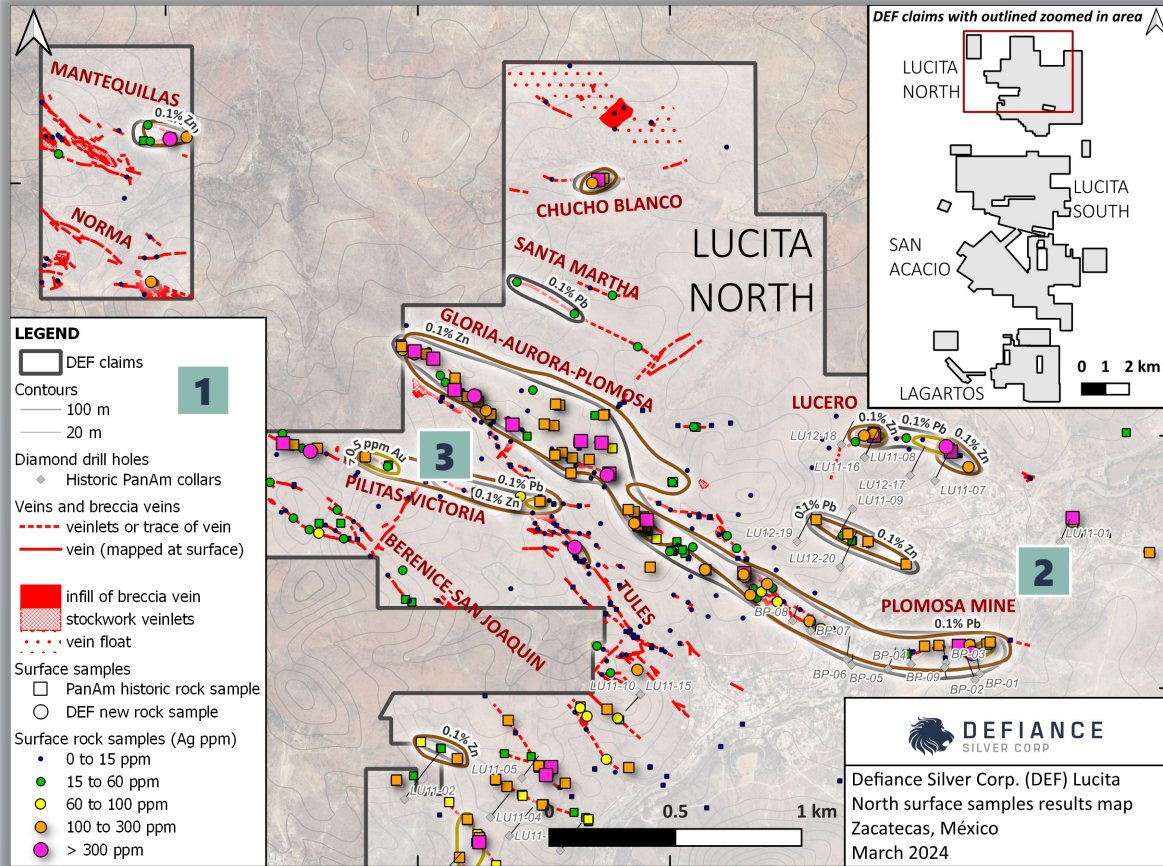 DEF claims with outlined zoomed in area
LUCITA
NORTH
LUCITA
SOUTH
SAN
ACACIO
LAGARTOS
0 1 2 km
MANTEQUILLAS
0.1% Zn
NORMA
CHUCHO BLANCO
SANTA MARTHA
0.1% Pb
LUCITA
NORTH
GLORIA-AURORA-PLOMOSA
0.1% Zn
LUCERO
0.1% Zn
0.1% Pb
0.1% Zn
LU12-18
LU11-16
LU11-08
LU12-17
LU11-09
LU11-07
0.1% Pb
0.1% Zn
LU12-19
LU12-20
LU11-01
1
2
3
ppm Au
0.1% Pb
0.1% Zn
PILITAS-VICTORIA
BERENICE-SAN JOAQUIN
TULES
PLOMOSA MINE
0.1% Pb
BP-08
BP-07
BP-06
BP-05
BP-04
BP-09
BP-03
BP-02
BP-01
LU11-10
LU11-15
0.1% Zn
LU11-02
LU11-05
LU11-04
LU11-
0 0.5 1 km
LEGEND
DEF claims
Contours
100 m
20 m
Diamond drill holes
Historic PanAm collars
Veins and breccia veins
veinlets or trace of vein
vein (mapped at surface)
infill of breccia vein
stockwork veinlets
vein float
Surface samples
PanAm historic rock sample
DEF new rock sample
Surface rock samples (Ag ppm)
0 to 15 ppm
15 to 60 ppm
60 to 100 ppm
100 to 300 ppm
> 300 ppm
DEFIANCE
SILVER CORP
Defiance Silver Corp. (DEF) Lucita
North surface samples results map
Zacatecas, México
March 2024